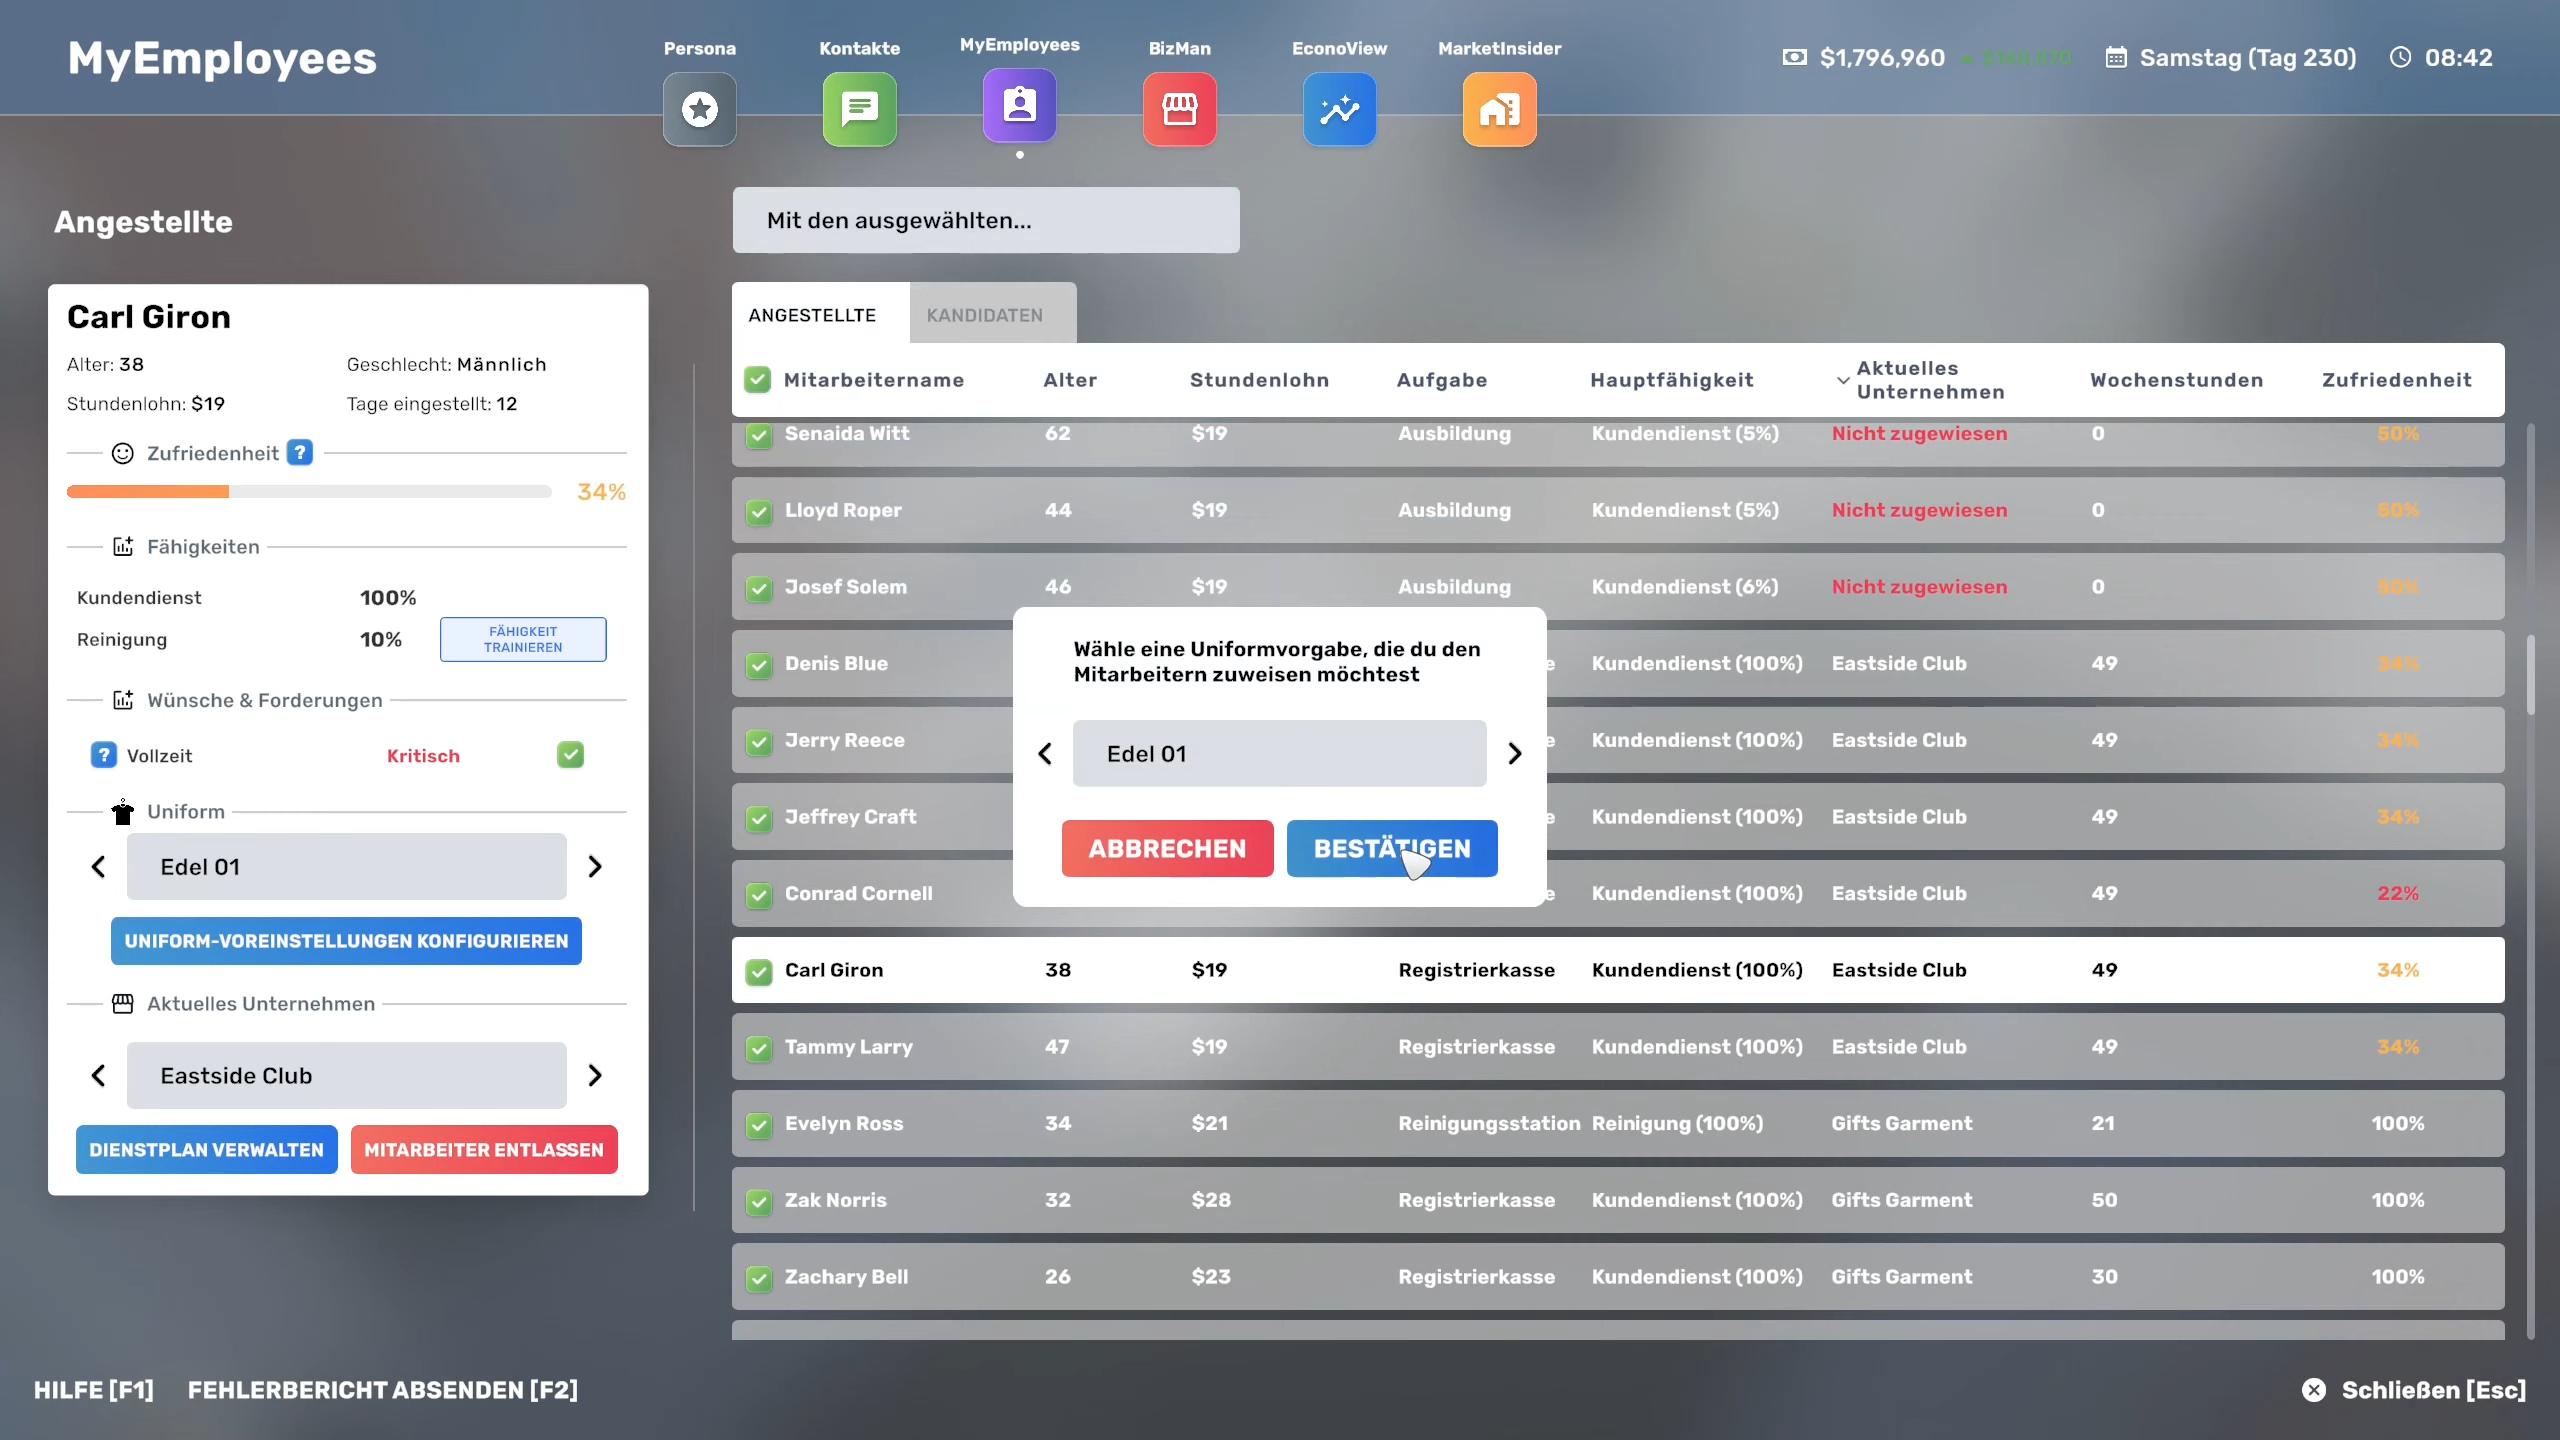 MyEmployees
Persona
Kontakte
MyEmployees
BizMan
EconoView
MarketInsider
$1,796,960
Samstag (Tag 230)
08:42
Angestellte
Mit den ausgewählten...
Carl Giron
Alter: 38
Geschlecht: Männlich
Stundenlohn: $19
Tage eingestellt: 12
Zufriedenheit ?
34%
Fähigkeiten
Kundendienst 100%
Reinigung 10%
FÄHIGKEIT
TRAINIEREN
Wünsche & Forderungen
? Vollzeit Kritisch
Uniform
Edel 01
UNIFORM-VOREINSTELLUNGEN KONFIGURIEREN
Aktuelles Unternehmen
Eastside Club
DIENSTPLAN VERWALTEN
MITARBEITER ENTLASSEN
ANGESTELLTE
KANDIDATEN
Mitarbeitername Alter Stundenlohn Aufgabe Hauptfähigkeit Aktuelles Unternehmen Wochenstunden Zufriedenheit
Senaida Witt 62 $19 Ausbildung Kundendienst (5%) Nicht zugewiesen 0 50%
Lloyd Roper 44 $19 Ausbildung Kundendienst (5%) Nicht zugewiesen 0 50%
Josef Solem 46 $19 Ausbildung Kundendienst (6%) Nicht zugewiesen 0 50%
Denis Blue Kundendienst (100%) Eastside Club 49 34%
Jerry Reece Kundendienst (100%) Eastside Club 49 34%
Jeffrey Craft Kundendienst (100%) Eastside Club 49 34%
Conrad Cornell Kundendienst (100%) Eastside Club 49 22%
Carl Giron 38 $19 Registrierkasse Kundendienst (100%) Eastside Club 49 34%
Tammy Larry 47 $19 Registrierkasse Kundendienst (100%) Eastside Club 49 34%
Evelyn Ross 34 $21 Reinigungsstation Reinigung (100%) Gifts Garment 21 100%
Zak Norris 32 $28 Registrierkasse Kundendienst (100%) Gifts Garment 50 100%
Zachary Bell 26 $23 Registrierkasse Kundendienst (100%) Gifts Garment 30 100%
Wähle eine Uniformvorgabe, die du den
Mitarbeitern zuweisen möchtest
Edel 01
ABBRECHEN
BESTÄTIGEN
HILFE [F1]
FEHLERBERICHT ABSENDEN [F2]
Schließen [Esc]